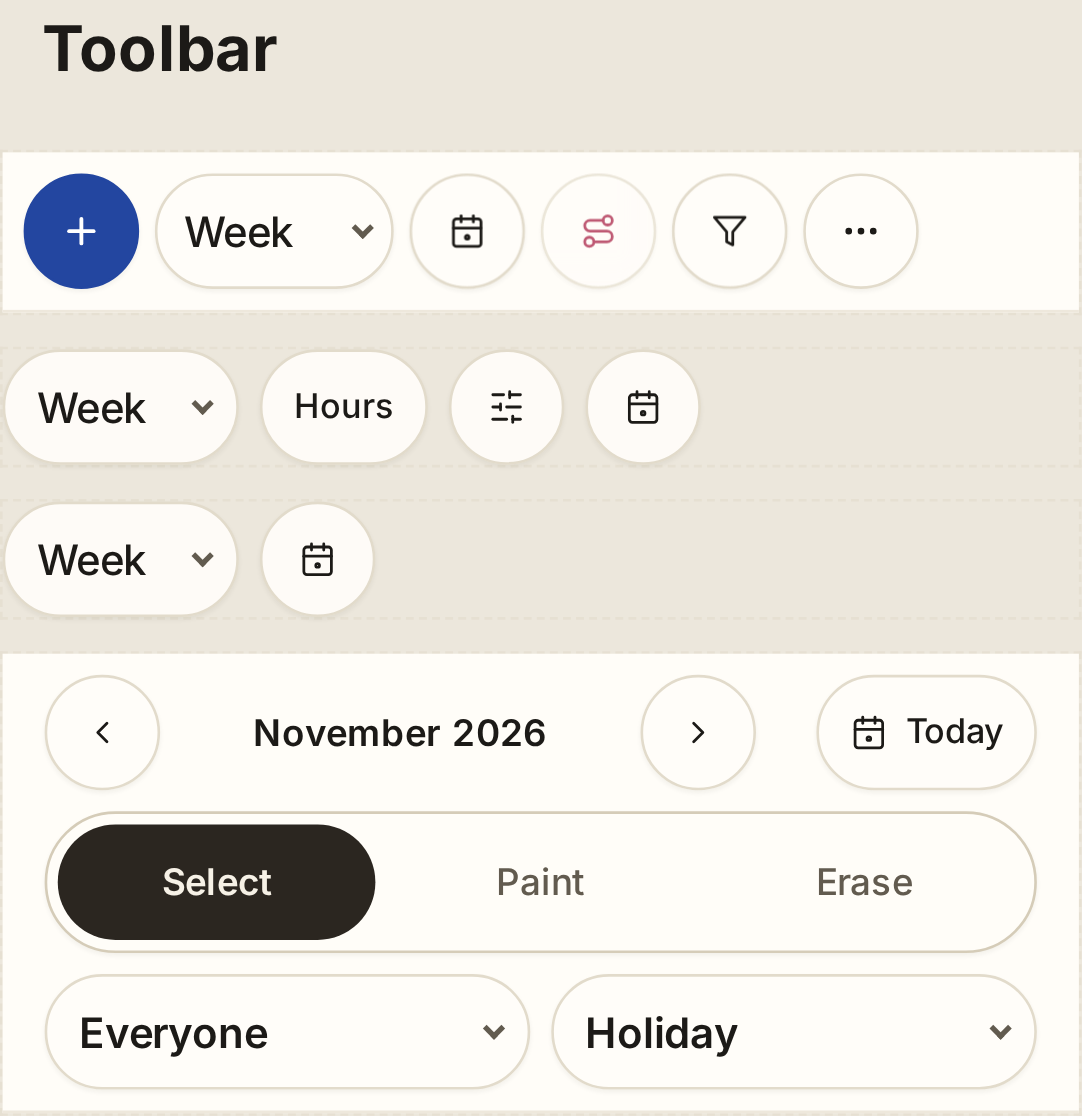 Toolbar
Week
Week Hours
Week
November 2026 Today
Select Paint Erase
Everyone Holiday